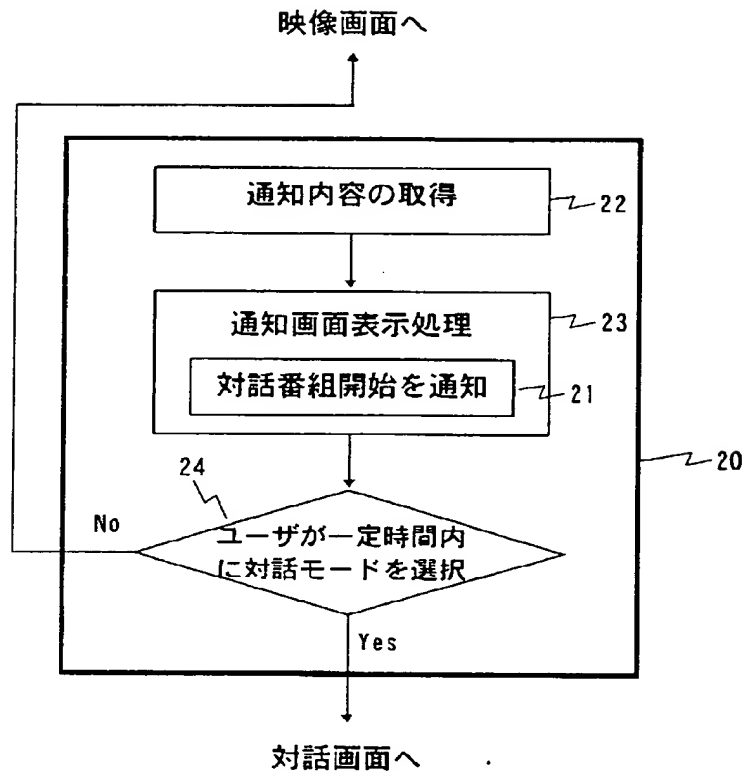 映像画面へ
通知内容の取得
22
通知画面表示処理
23
対話番組開始を通知
21
20
24
No
ユーザが一定時間内
に対話モードを選択
Yes
対話画面へ